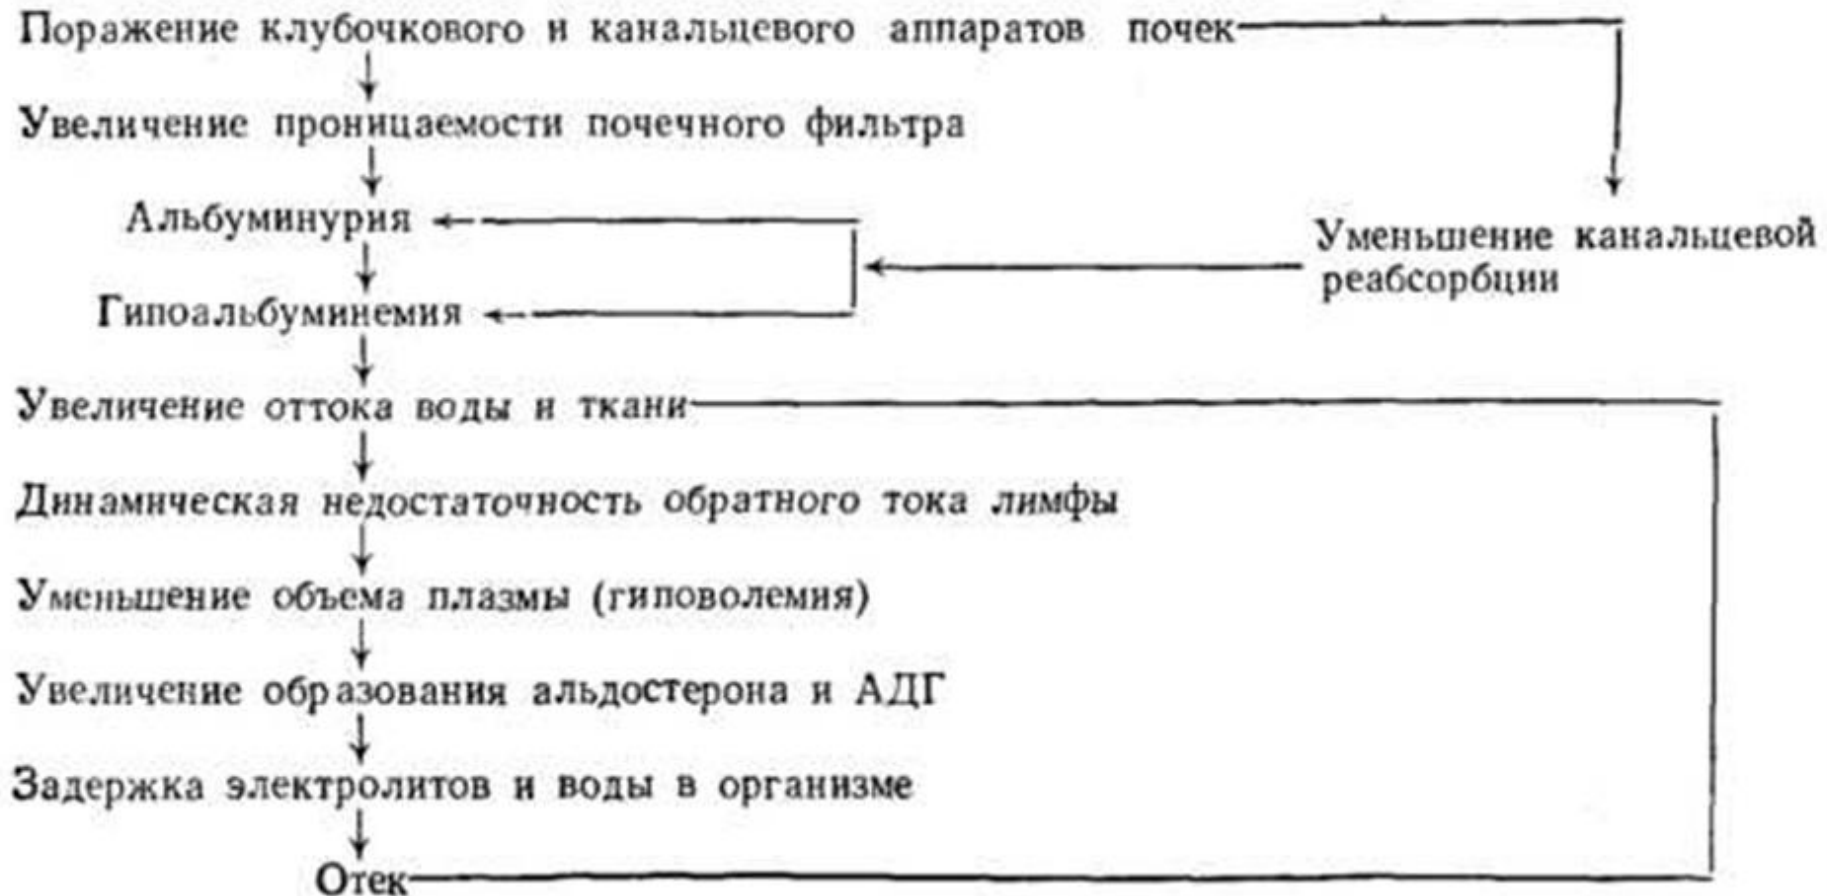 Поражение клубочкового и канальцевого аппаратов почек
Увеличение проницаемости почечного фильтра
Альбуминурия
Уменьшение канальцевой
реабсорбции
Гипоальбуминемия
Увеличение оттока воды и ткани
Динамическая недостаточность обратного тока лимфы
Уменьшение объема плазмы (гиповолемия)
Увеличение образования альдостерона и АДГ
Задержка электролитов и воды в организме
Отек